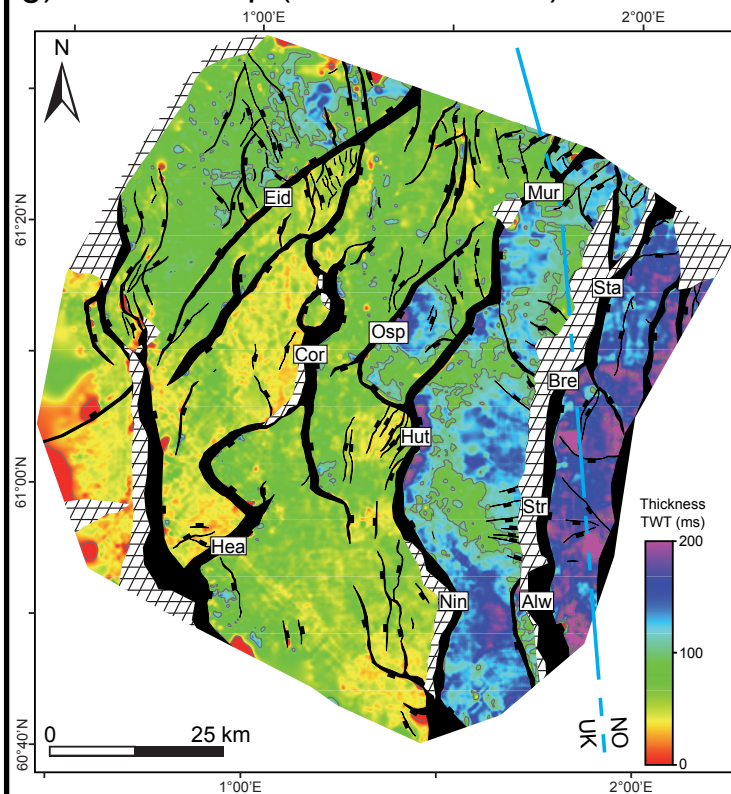 1°00'E
2°00'E
N
61°20'N
61°00'N
60°40'N
Eid
Mur
Sta
Osp
Cor
Bre
Hut
Str
Hea
Nin
Alw
Thickness
TWT (ms)
200
100
0
0
25 km
UK
NO
1°00'E
2°00'E